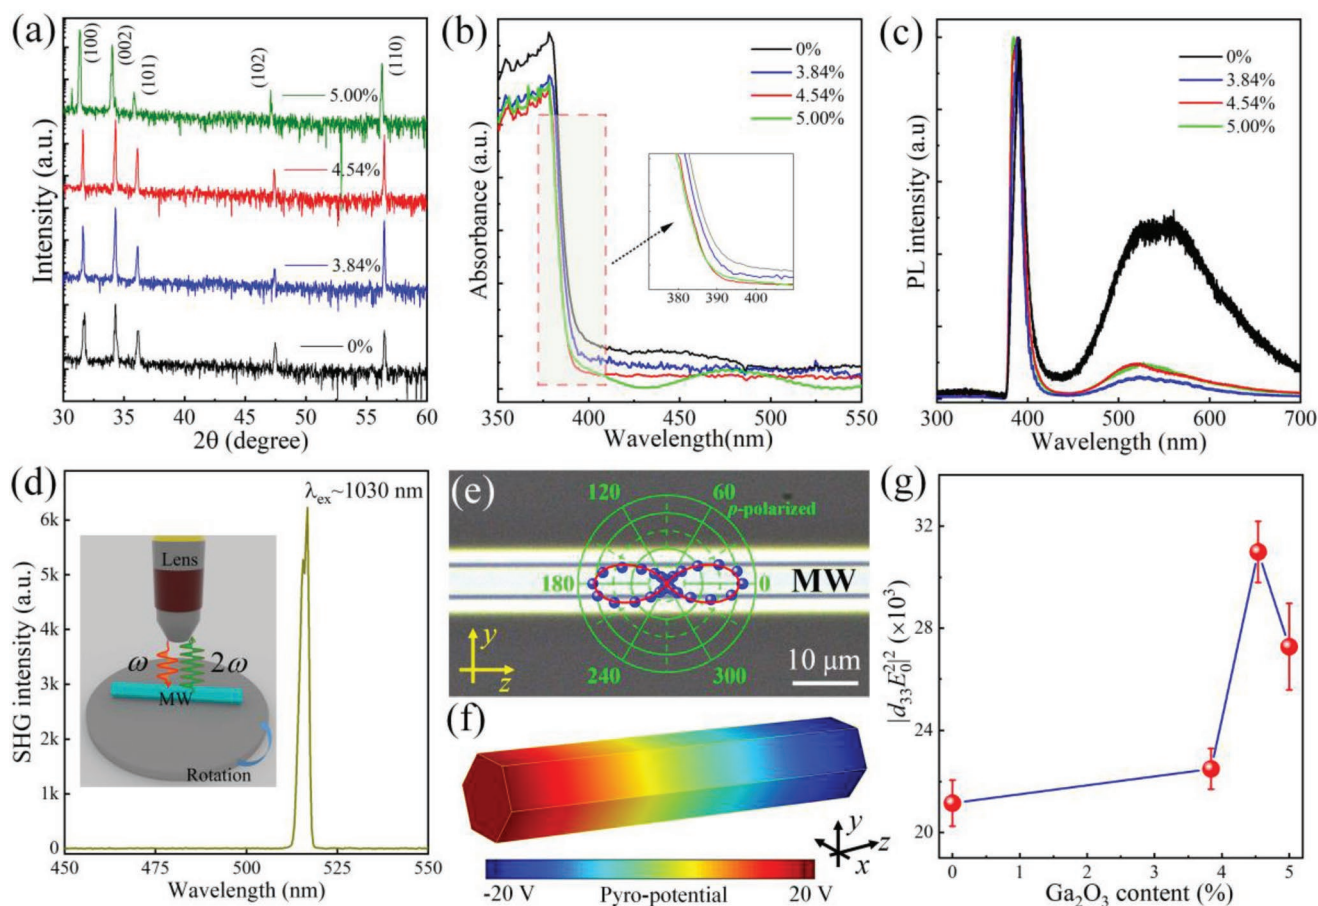 (a)
(100)
(002)
(101)
(102)
(110)
5.00%
4.54%
3.84%
0%
Intensity (a.u.)
30 35 40 45 50 55 60
2θ (degree)
(b)
0%
3.84%
4.54%
5.00%
Absorbance (a.u.)
380 390 400
350 400 450 500 550
Wavelength(nm)
(c)
0%
3.84%
4.54%
5.00%
PL intensity (a.u)
300 400 500 600 700
Wavelength (nm)
(d)
λex~1030 nm
SHG intensity (a.u.)
6k
5k
4k
3k
2k
1k
0
Lens
ω 2ω
MW
Rotation
450 475 500 525 550
Wavelength (nm)
(e)
120 60
p-polarized
180 0
MW
240 300
y
z
10 μm
(f)
y
z
x
-20 V Pyro-potential 20 V
(g)
|d₃₃E₀²|² (×10³)
32
28
24
20
0 1 2 3 4 5
Ga₂O₃ content (%)